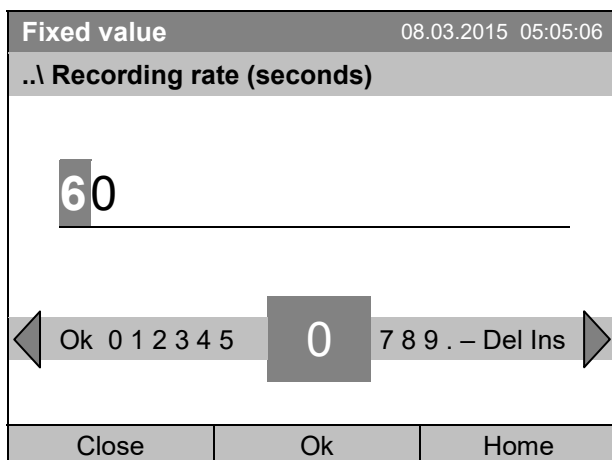 Fixed value 08.03.2015 05:05:06
..\ Recording rate (seconds)
60
Ok 0 1 2 3 4 5 0 7 8 9 . – Del Ins
Close Ok Home